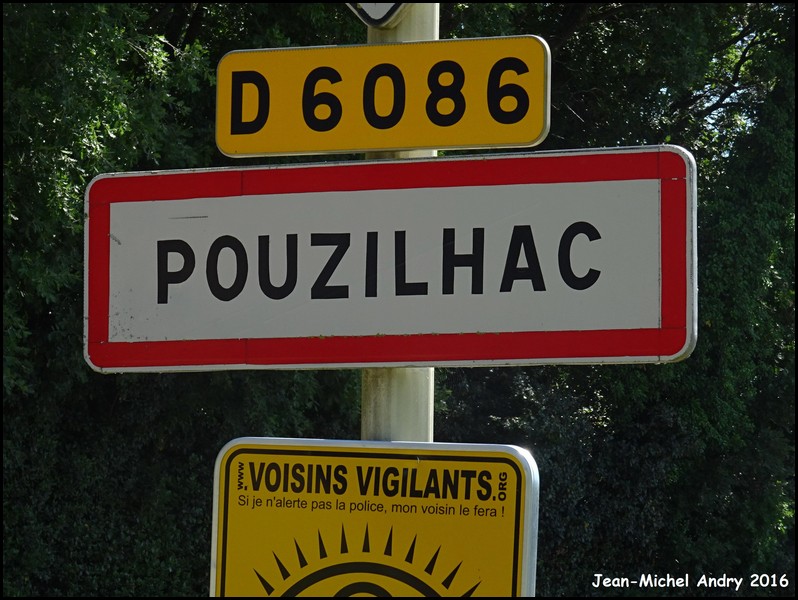 D 6086
POUZILHAC
www.VOISINS VIGILANTS.ORG
Si je n'alerte pas la police, mon voisin le fera !
Jean-Michel Andry 2016